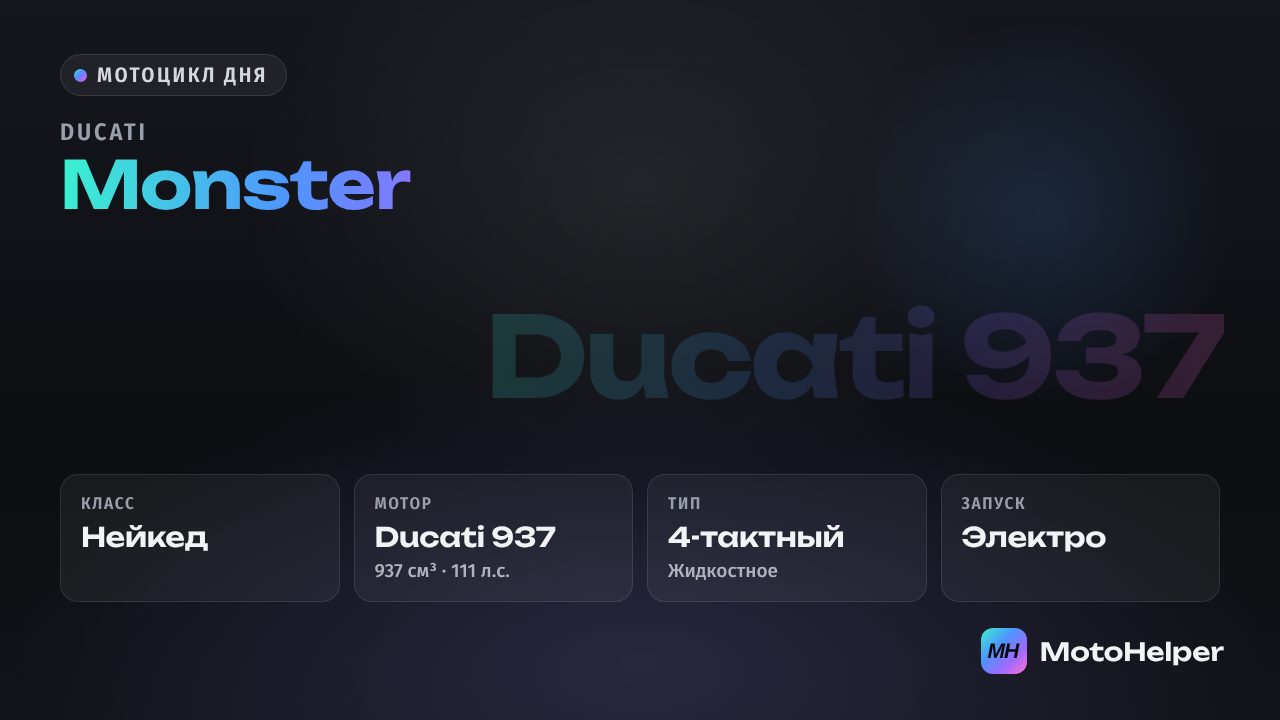 МОТОЦИКЛ ДНЯ
DUCATI
Monster
Ducati 937
КЛАСС
Нейкед
МОТОР
Ducati 937
937 см³ · 111 л.с.
ТИП
4-тактный
Жидкостное
ЗАПУСК
Электро
MH MotoHelper